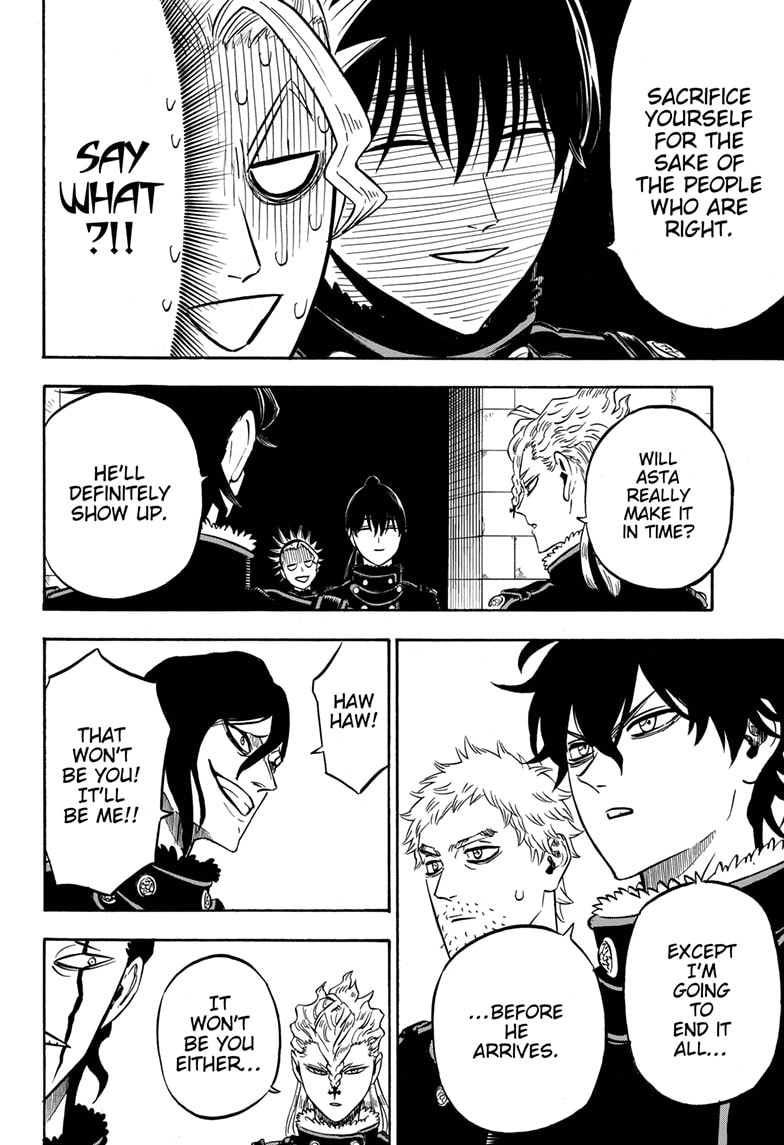 SACRIFICE
YOURSELF
FOR THE
SAKE OF
THE PEOPLE
WHO ARE
RIGHT.
SAY
WHAT
?!!
WILL
ASTA
REALLY
MAKE IT
IN TIME?
HE'LL
DEFINITELY
SHOW UP.
EXCEPT
I'M
GOING
TO
END IT
ALL...
...BEFORE
HE
ARRIVES.
HAW
HAW!
THAT
WON'T
BE YOU!
IT'LL
BE ME!!
IT
WON'T
BE YOU
EITHER...